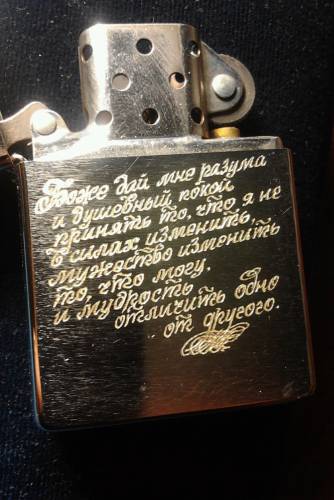 Боже дай мне разума
и душевный покой
принять то, что я не
в силах изменить,
мужество изменить
то, что могу,
и мудрость
отличить одно
от другого.